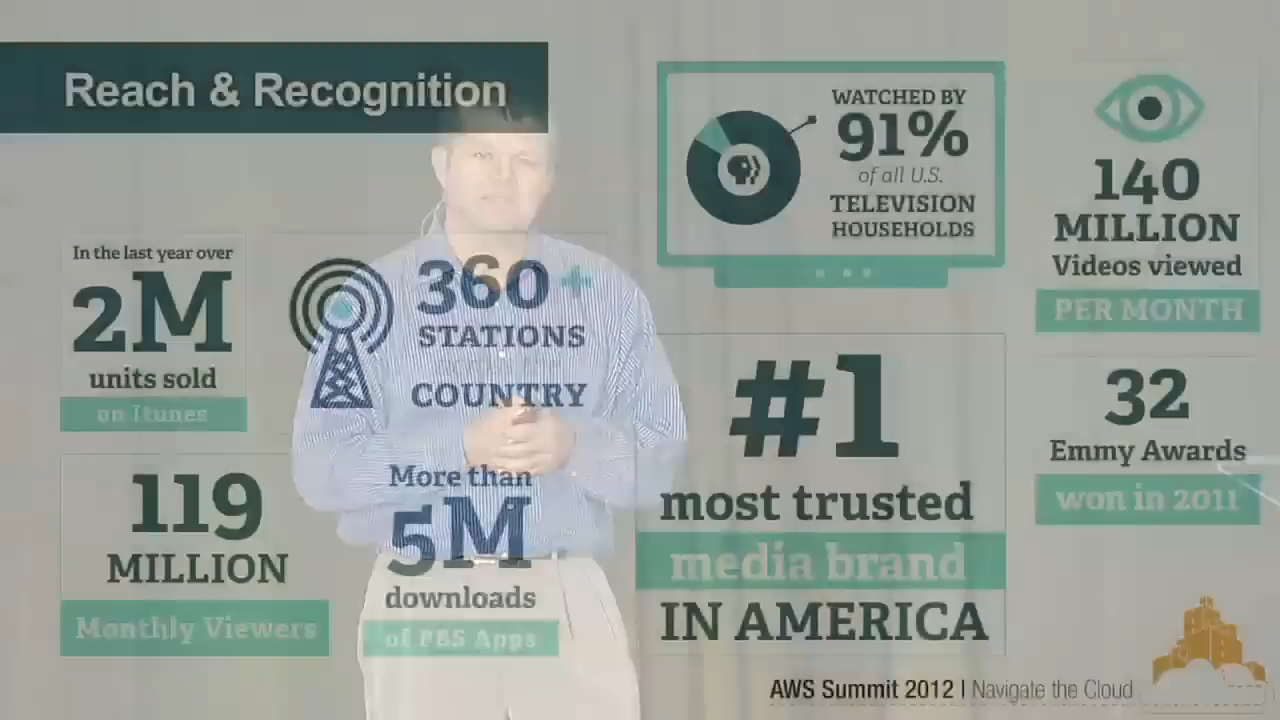 Reach & Recognition
WATCHED BY
91%
of all U.S.
TELEVISION
HOUSEHOLDS
140
MILLION
Videos viewed
PER MONTH
In the last year over
2M
units sold
on Itunes
360+
STATIONS
COUNTRY
#1
most trusted
media brand
IN AMERICA
32
Emmy Awards
won in 2011
119
MILLION
Monthly Viewers
More than
5M
downloads
of PBS Apps
AWS Summit 2012 | Navigate the Cloud